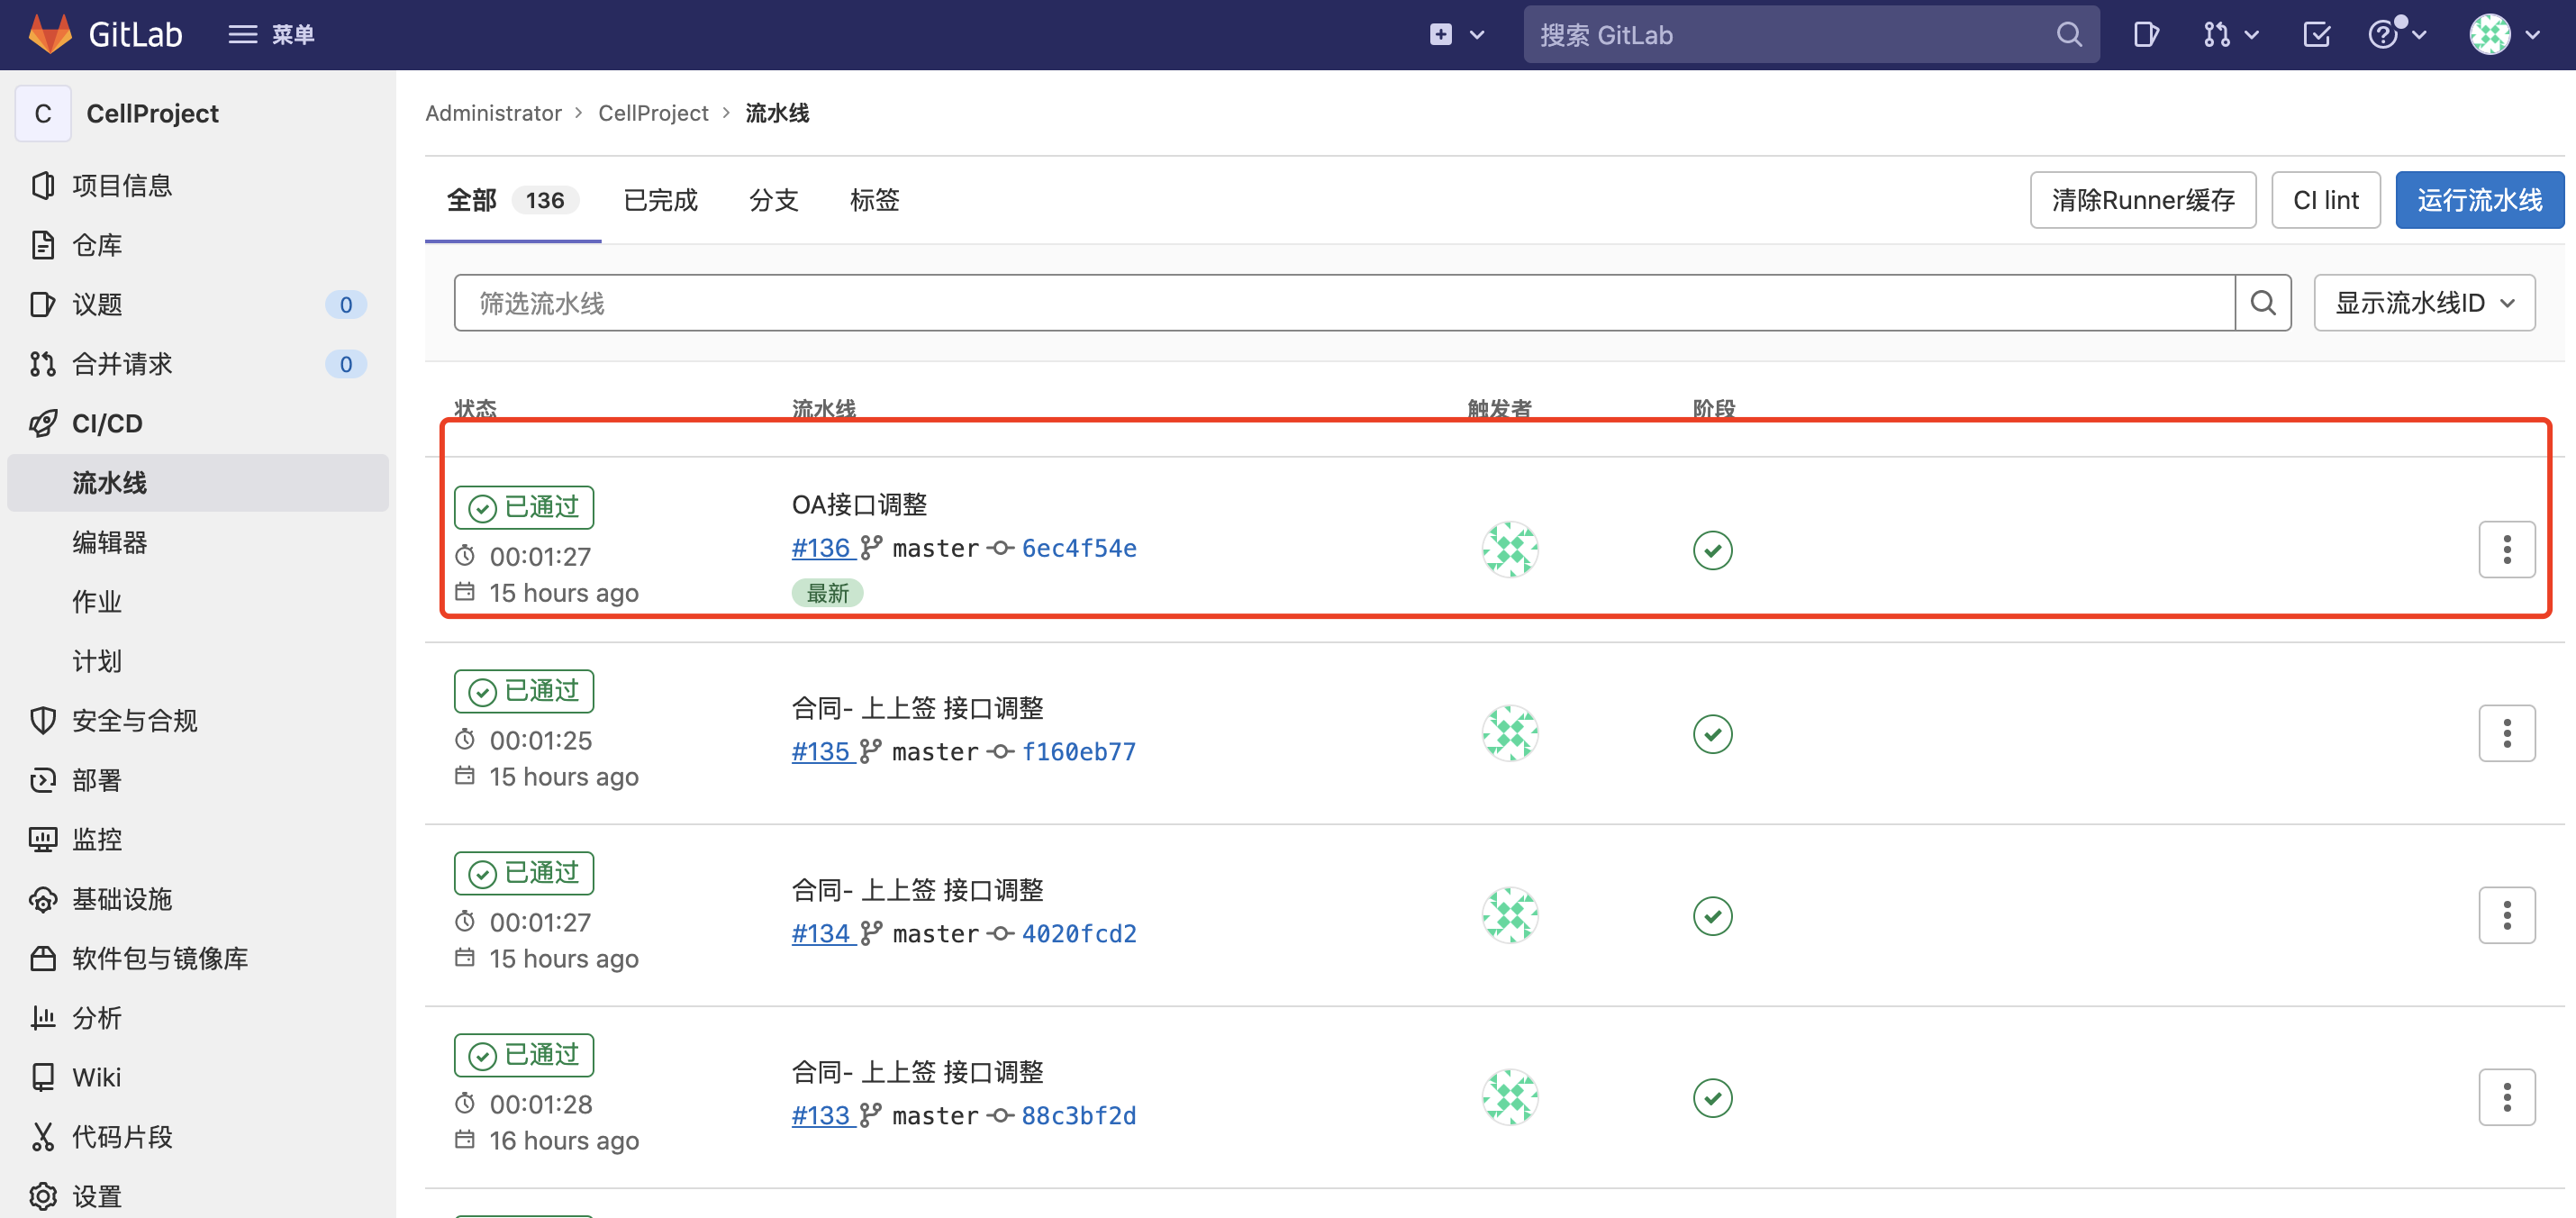 GitLab 菜单 搜索 GitLab
C CellProject
项目信息
仓库
议题 0
合并请求 0
CI/CD
流水线
编辑器
作业
计划
安全与合规
部署
监控
基础设施
软件包与镜像库
分析
Wiki
代码片段
设置
Administrator › CellProject › 流水线
全部 136 已完成 分支 标签 清除Runner缓存 CI lint 运行流水线
筛选流水线 显示流水线ID
状态 流水线 触发者 阶段
已通过
00:01:27
15 hours ago
OA接口调整
#136 master 6ec4f54e
最新
已通过
00:01:25
15 hours ago
合同- 上上签 接口调整
#135 master f160eb77
已通过
00:01:27
15 hours ago
合同- 上上签 接口调整
#134 master 4020fcd2
已通过
00:01:28
16 hours ago
合同- 上上签 接口调整
#133 master 88c3bf2d